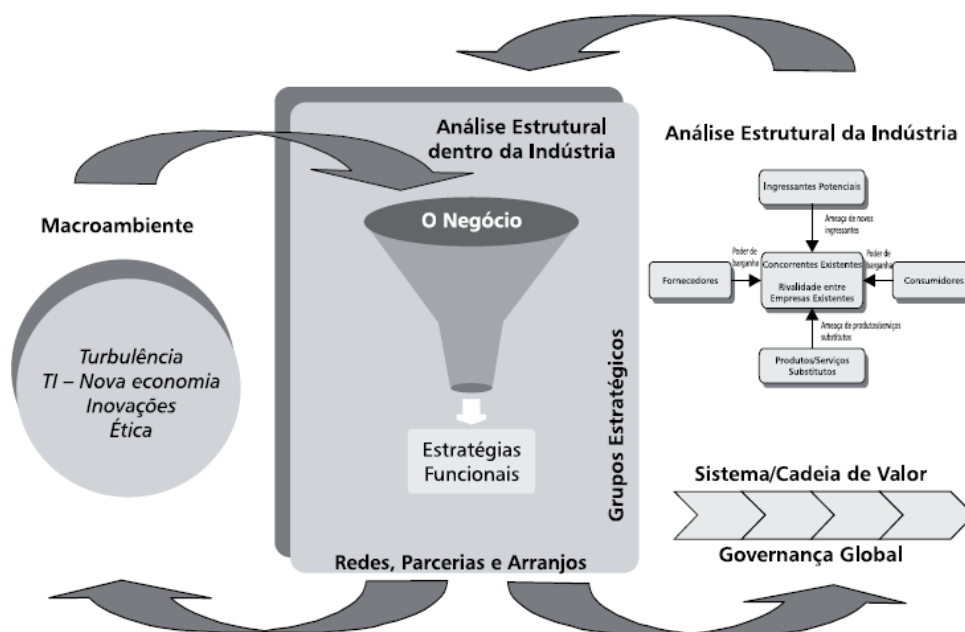 Macroambiente
Turbulência
TI – Nova economia
Inovações
Ética
Análise Estrutural
dentro da Indústria
O Negócio
Estratégias
Funcionais
Grupos Estratégicos
Redes, Parcerias e Arranjos
Análise Estrutural da Indústria
Ingressantes Potenciais
Ameaça de novos
ingressantes
Poder de
barganha
Fornecedores
Concorrentes Existentes
Rivalidade entre
Empresas Existentes
Poder de
barganha
Consumidores
Ameaça de produtos/serviços
substitutos
Produtos/Serviços
Substitutos
Sistema/Cadeia de Valor
Governança Global